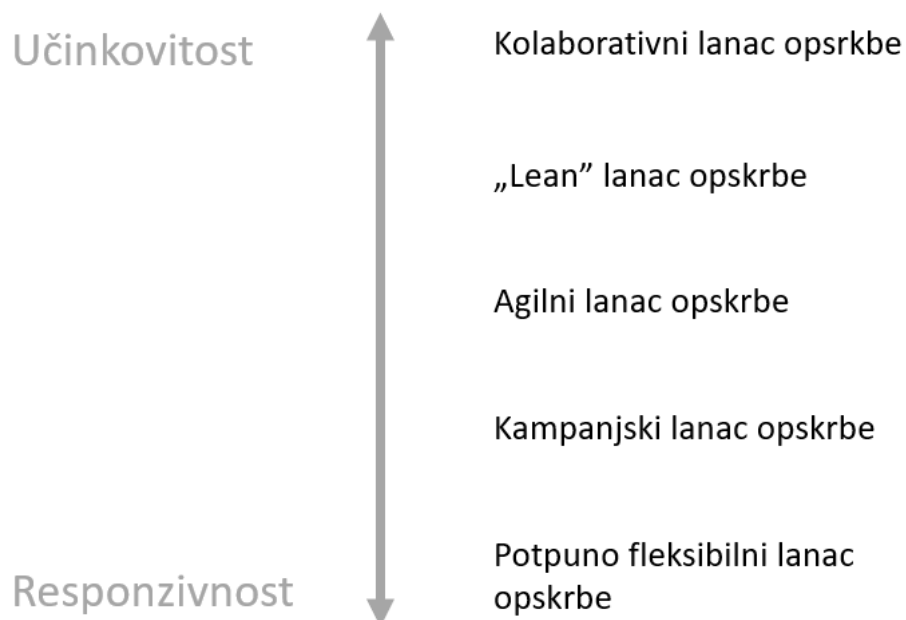 Učinkovitost
Kolaborativni lanac opsrkbe
„Lean” lanac opskrbe
Agilni lanac opskrbe
Kampanjski lanac opskrbe
Responzivnost
Potpuno fleksibilni lanac
opskrbe